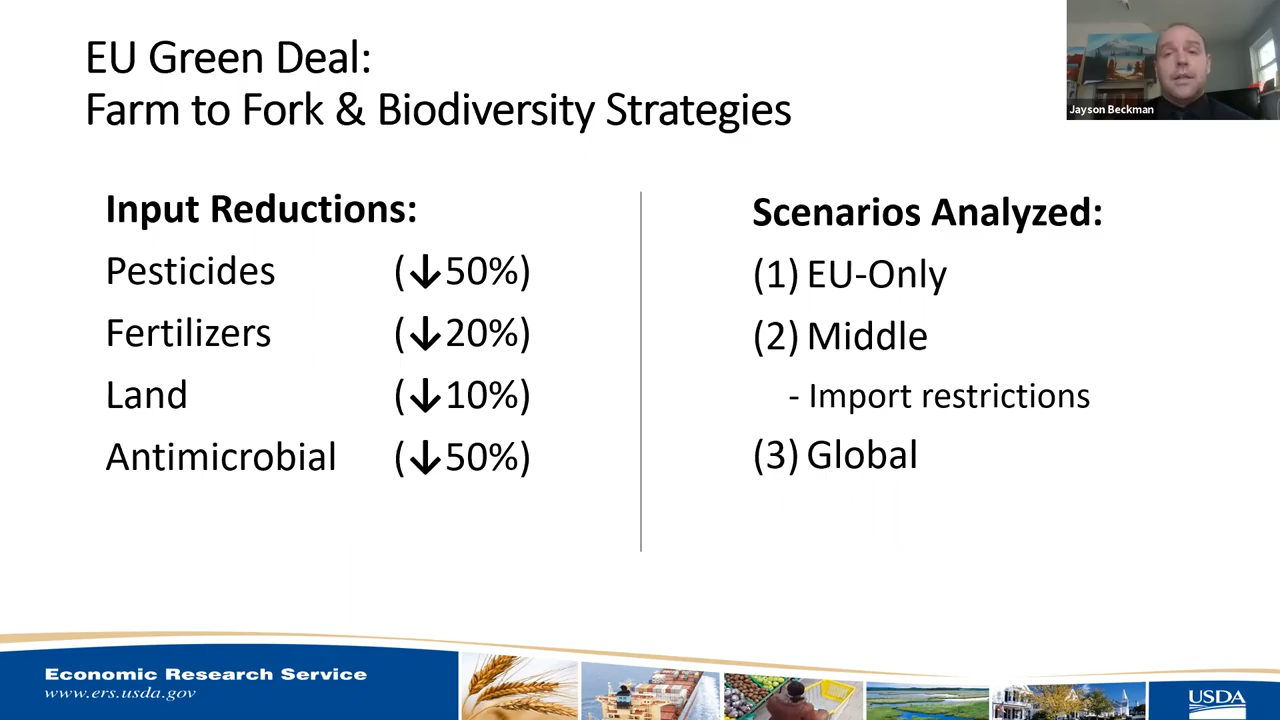 EU Green Deal:
Farm to Fork & Biodiversity Strategies
Jayson Beckman
Input Reductions:
Pesticides (↓50%)
Fertilizers (↓20%)
Land (↓10%)
Antimicrobial (↓50%)
Scenarios Analyzed:
(1) EU-Only
(2) Middle
- Import restrictions
(3) Global
Economic Research Service
www.ers.usda.gov
USDA